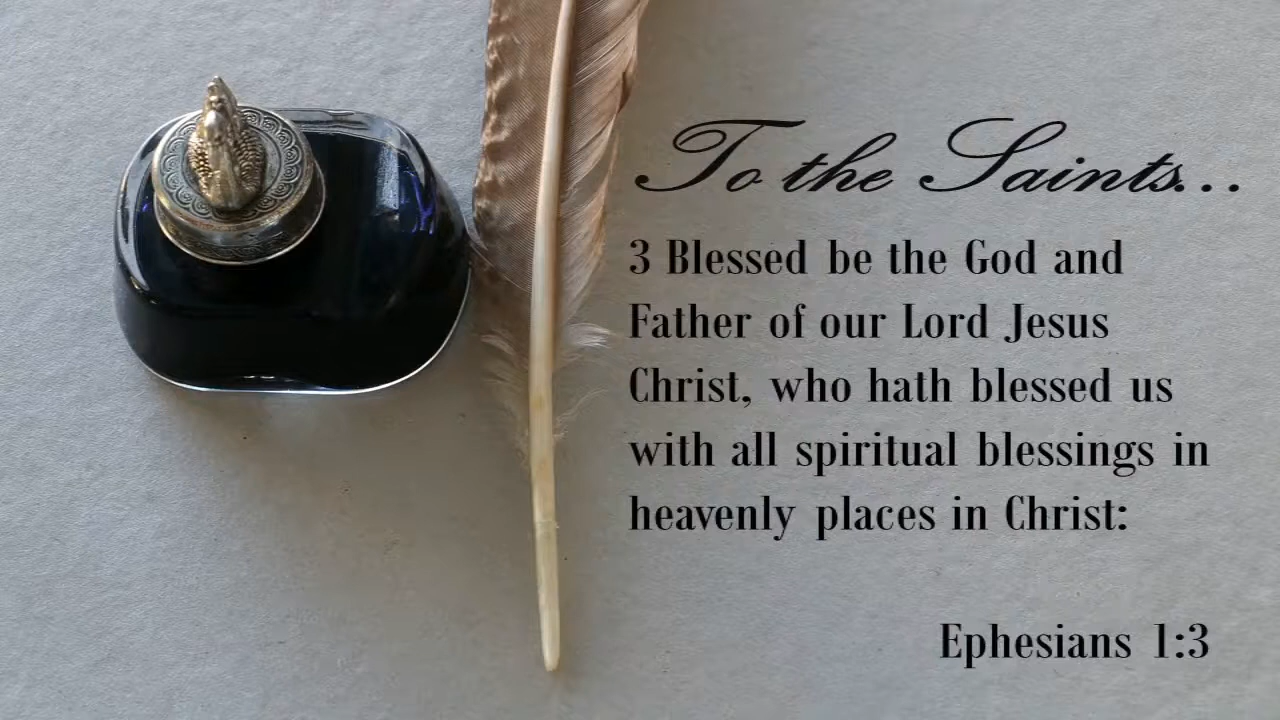 To the Saints...
3 Blessed be the God and
Father of our Lord Jesus
Christ, who hath blessed us
with all spiritual blessings in
heavenly places in Christ:
Ephesians 1:3